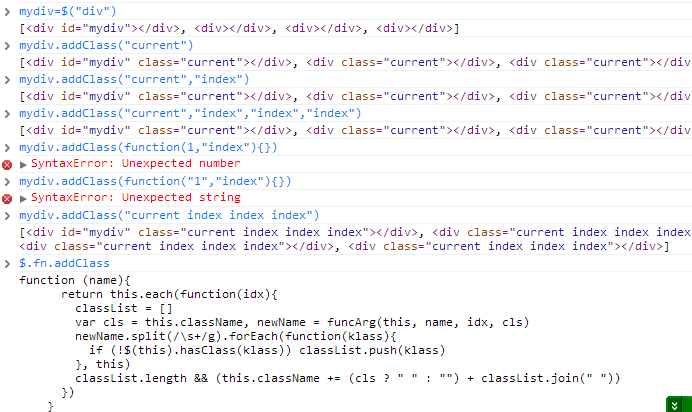 mydiv=$("div")
[<div id="mydiv"></div>, <div></div>, <div></div>, <div></div>]
mydiv.addClass("current")
[<div id="mydiv" class="current"></div>, <div class="current"></div>, <div class="current"></div
mydiv.addClass("current","index")
[<div id="mydiv" class="current"></div>, <div class="current"></div>, <div class="current"></div
mydiv.addClass("current","index","index","index")
[<div id="mydiv" class="current"></div>, <div class="current"></div>, <div class="current"></div
mydiv.addClass(function(1,"index"){})
SyntaxError: Unexpected number
mydiv.addClass(function("1","index"){})
SyntaxError: Unexpected string
mydiv.addClass("current index index index")
[<div id="mydiv" class="current index index index"></div>, <div class="current index index index
<div class="current index index index"></div>, <div class="current index index index"></div>]
$.fn.addClass
function (name){
return this.each(function(idx){
classList = []
var cls = this.className, newName = funcArg(this, name, idx, cls)
newName.split(/\s+/g).forEach(function(klass){
if (!$(this).hasClass(klass)) classList.push(klass)
}, this)
classList.length && (this.className += (cls ? " " : "") + classList.join(" "))
})
}